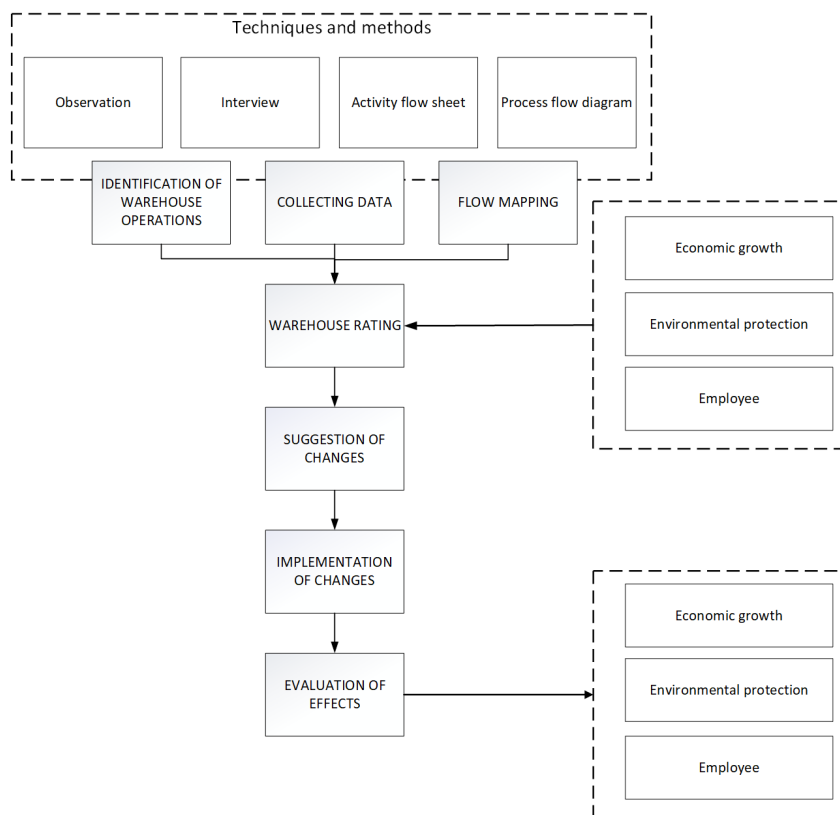 Techniques and methods
Observation
Interview
Activity flow sheet
Process flow diagram
IDENTIFICATION OF
WAREHOUSE
OPERATIONS
COLLECTING DATA
FLOW MAPPING
Economic growth
WAREHOUSE RATING
Environmental protection
Employee
SUGGESTION OF
CHANGES
IMPLEMENTATION
OF CHANGES
Economic growth
EVALUATION OF
EFFECTS
Environmental protection
Employee